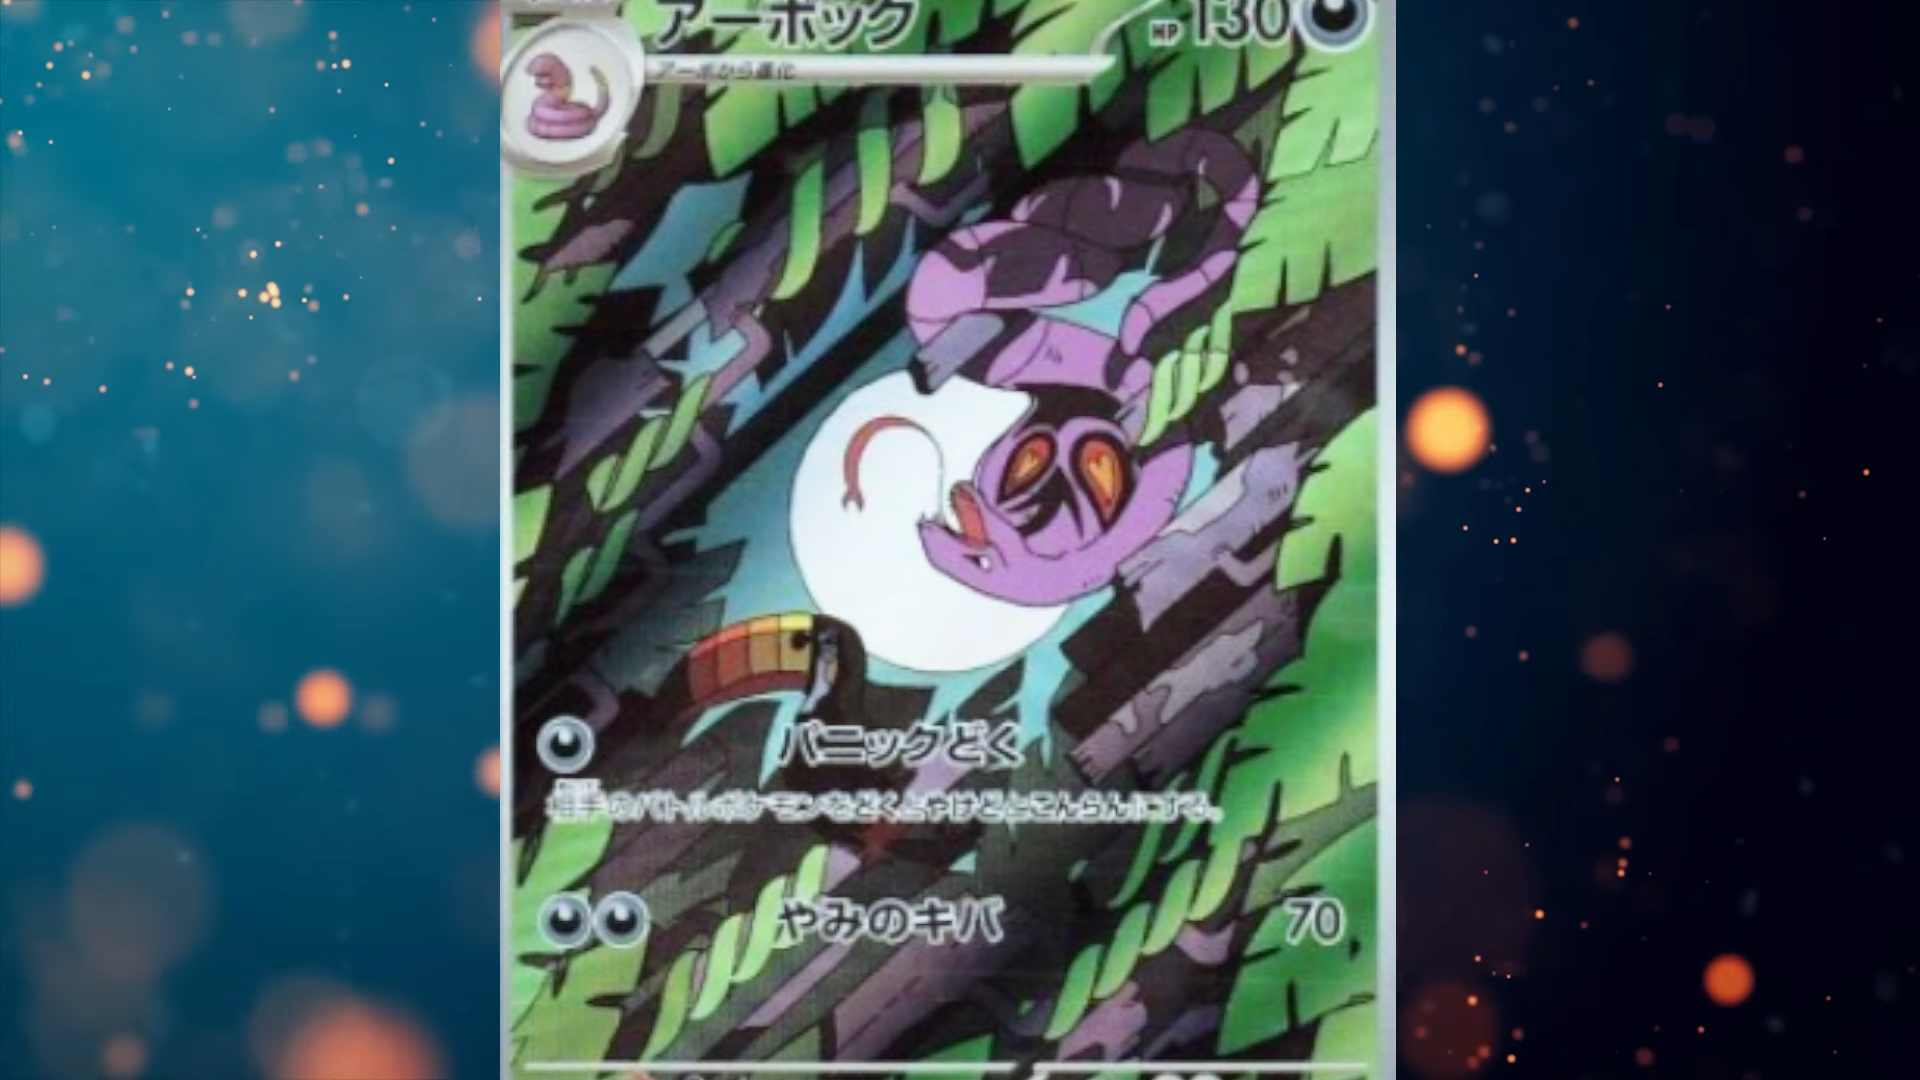 アーボック HP 130
アーボから進化
パニックどく
相手のバトルポケモンをどくとやけどとこんらんにする。
やみのキバ 70